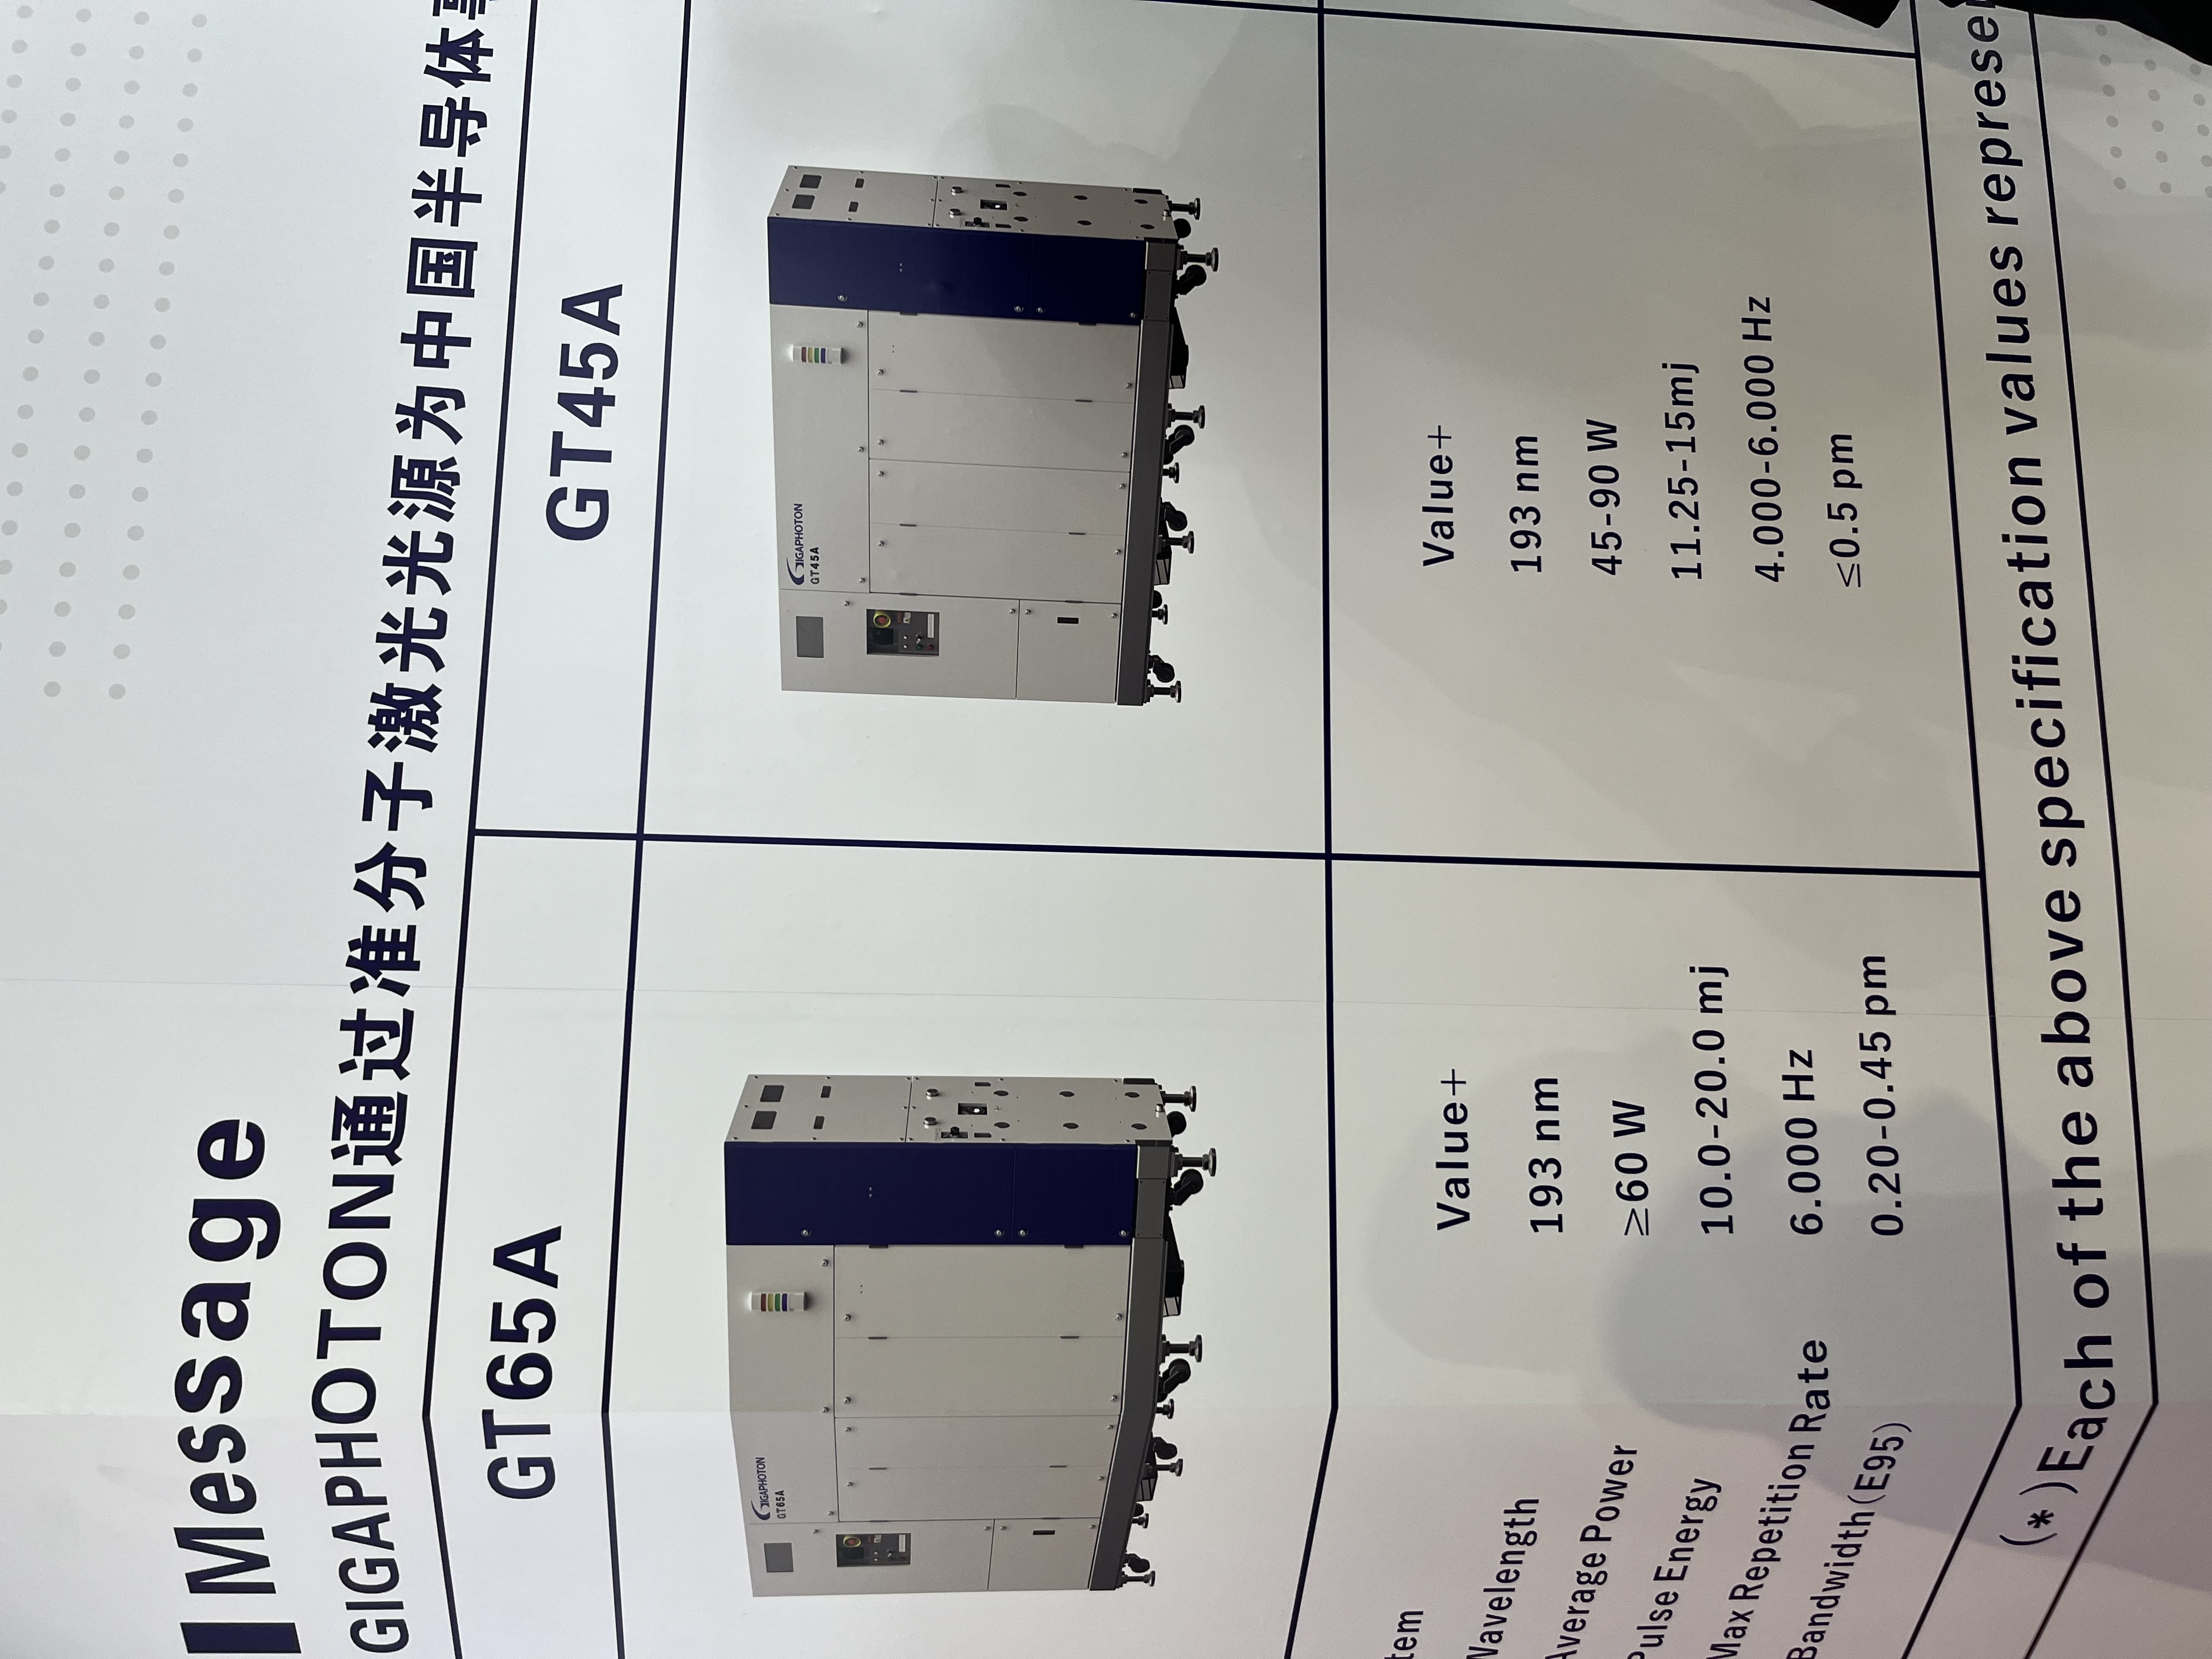 Message
GIGAPHOTON通过准分子激光光源为中国半导体
GT65A
GT45A
GIGAPHOTON
GT65A
GIGAPHOTON
GT45A
tem
Value+
Value+
Wavelength
193 nm
193 nm
Average Power
≥60 W
45-90 W
Pulse Energy
10.0-20.0 mj
11.25-15mj
Max Repetition Rate
6.000 Hz
4.000-6.000 Hz
Bandwidth(E95)
0.20-0.45 pm
≤0.5 pm
(*)Each of the above specification values